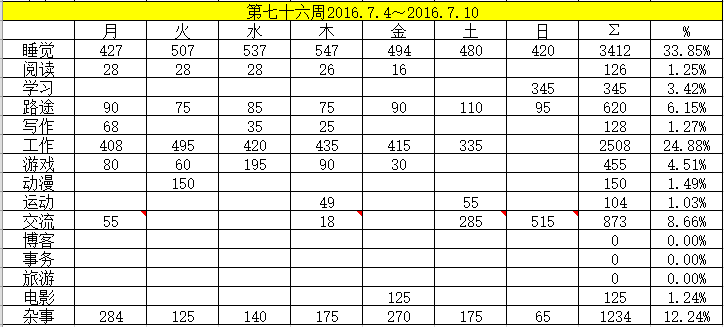 第七十六周2016.7.4～2016.7.10
月 火 水 木 金 土 日 Σ %
睡觉 427 507 537 547 494 480 420 3412 33.85%
阅读 28 28 28 26 16 126 1.25%
学习 345 345 3.42%
路途 90 75 85 75 90 110 95 620 6.15%
写作 68 35 25 128 1.27%
工作 408 495 420 435 415 335 2508 24.88%
游戏 80 60 195 90 30 455 4.51%
动漫 150 150 1.49%
运动 49 55 104 1.03%
交流 55 18 285 515 873 8.66%
博客 0 0.00%
事务 0 0.00%
旅游 0 0.00%
电影 125 125 1.24%
杂事 284 125 140 175 270 175 65 1234 12.24%